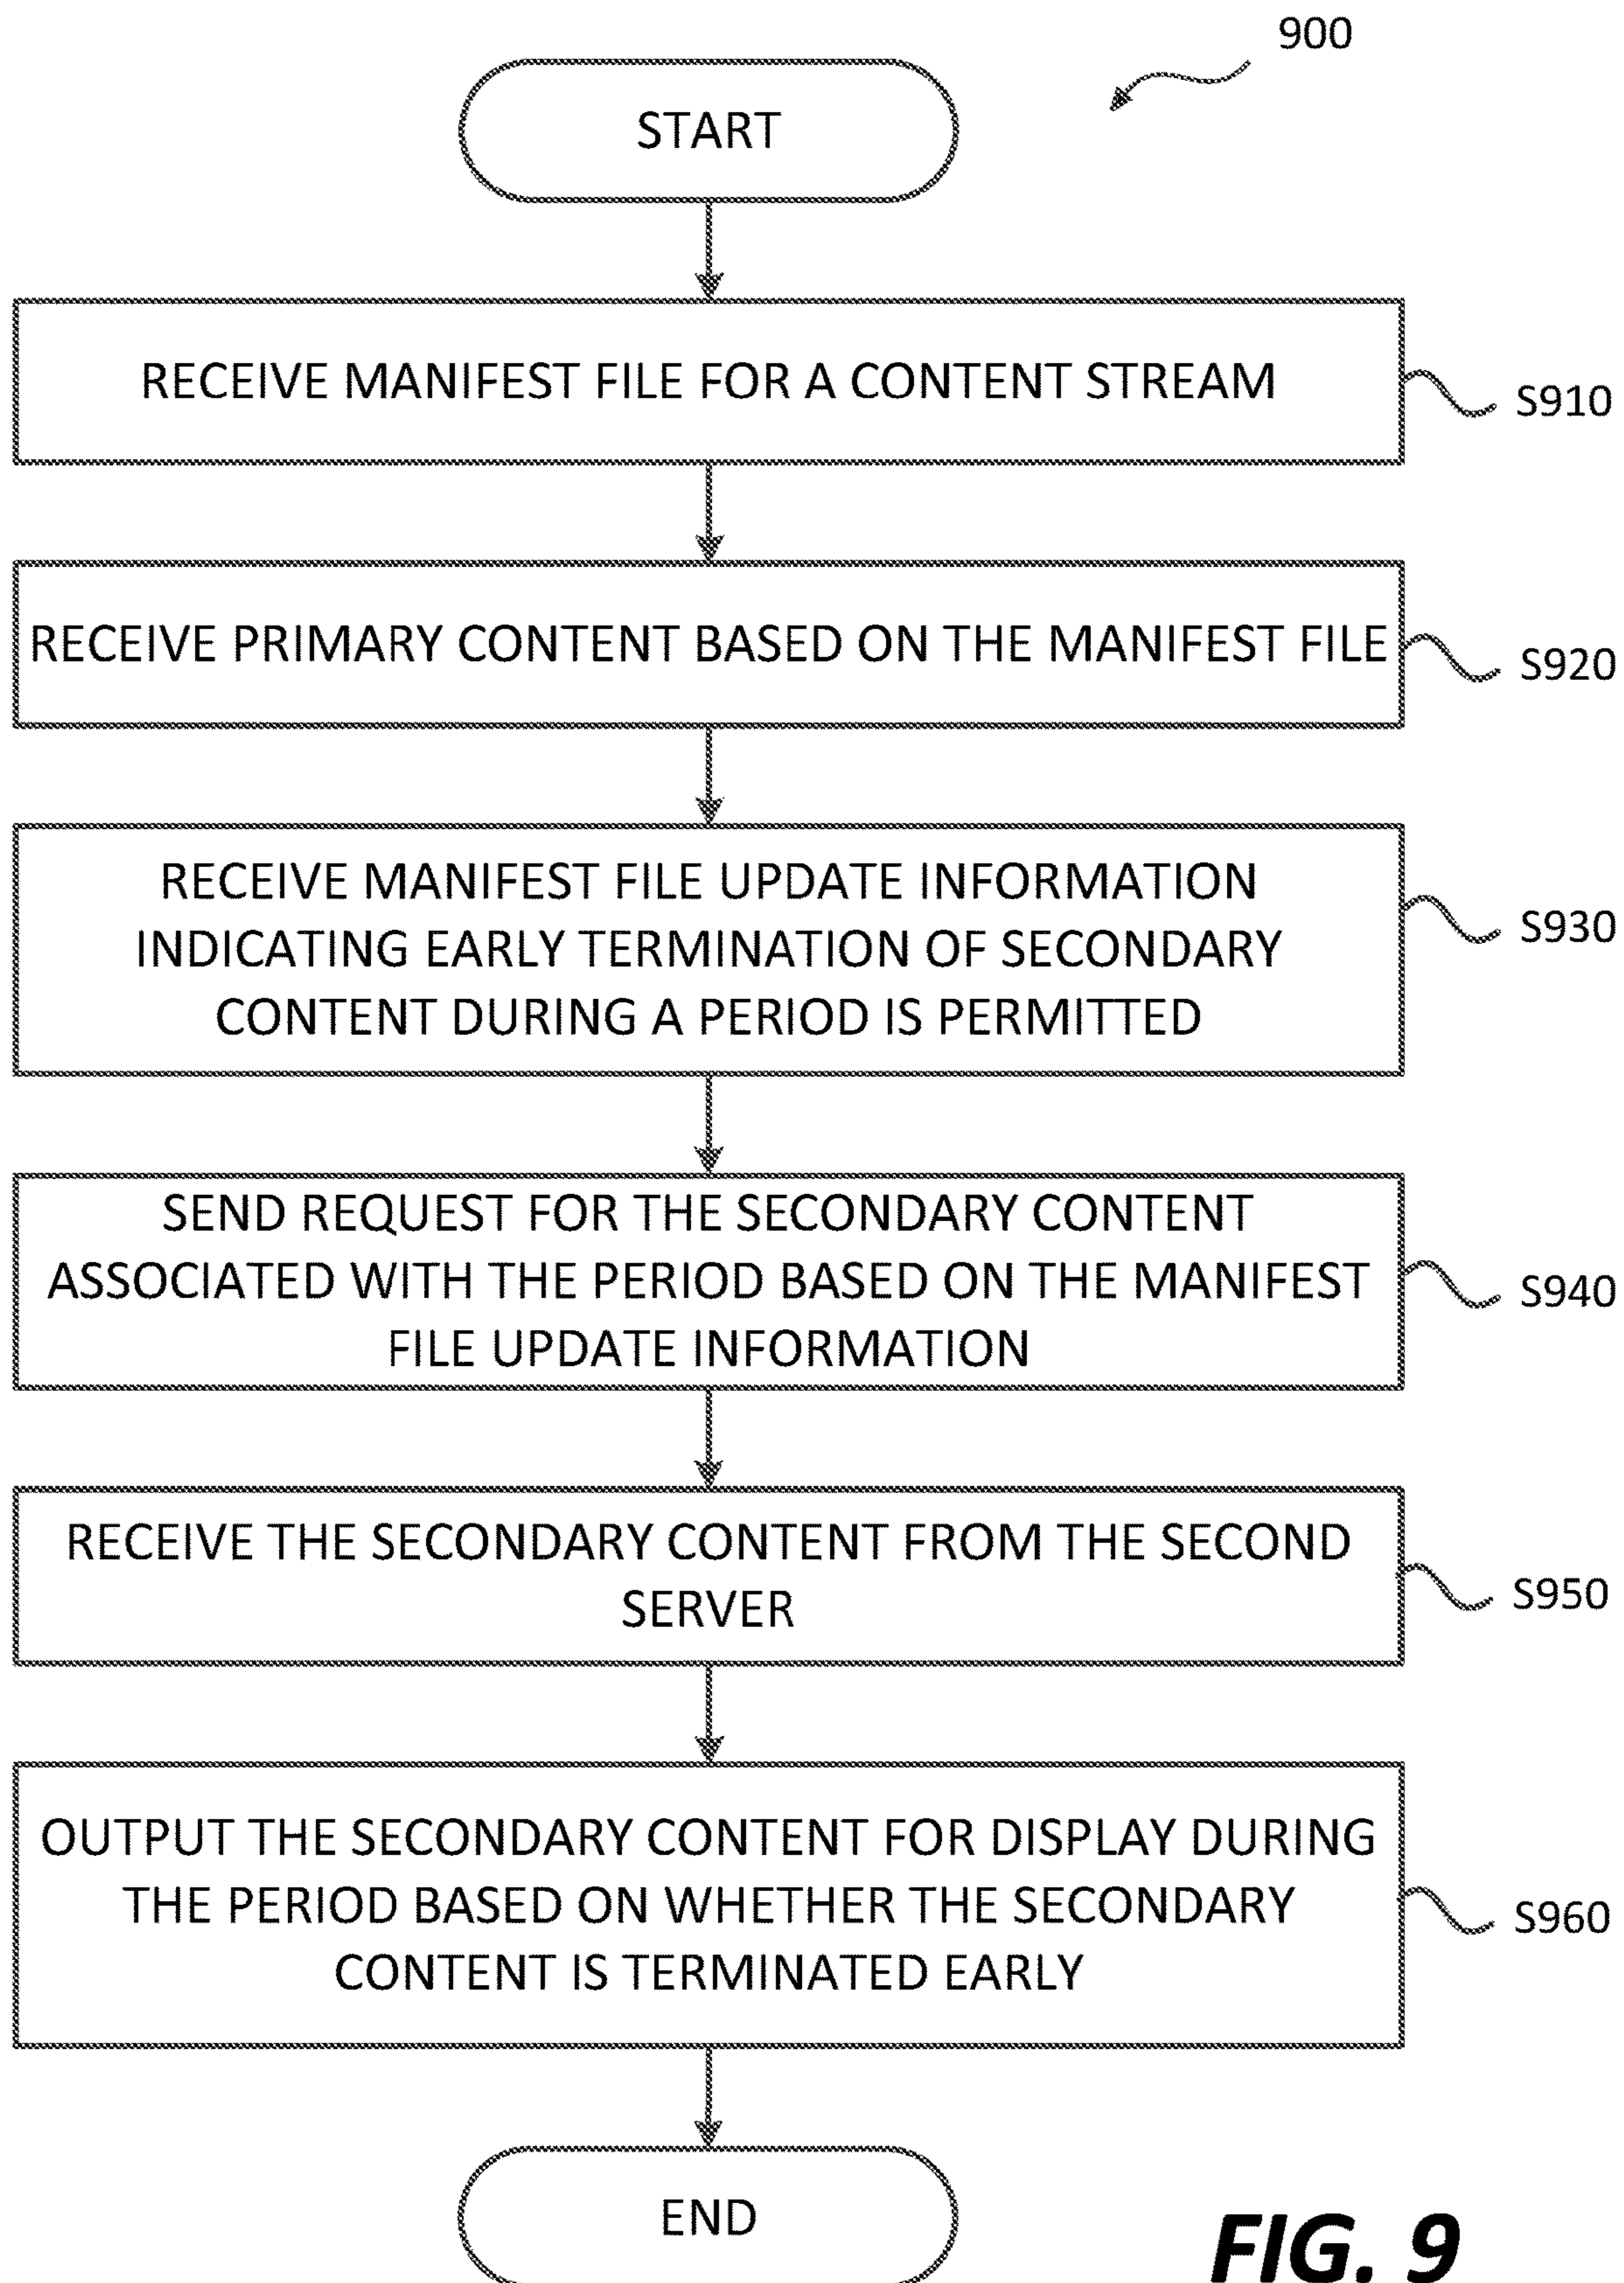 900
START
RECEIVE MANIFEST FILE FOR A CONTENT STREAM
S910
RECEIVE PRIMARY CONTENT BASED ON THE MANIFEST FILE
S920
RECEIVE MANIFEST FILE UPDATE INFORMATION
INDICATING EARLY TERMINATION OF SECONDARY
CONTENT DURING A PERIOD IS PERMITTED
S930
SEND REQUEST FOR THE SECONDARY CONTENT
ASSOCIATED WITH THE PERIOD BASED ON THE MANIFEST
FILE UPDATE INFORMATION
S940
RECEIVE THE SECONDARY CONTENT FROM THE SECOND
SERVER
S950
OUTPUT THE SECONDARY CONTENT FOR DISPLAY DURING
THE PERIOD BASED ON WHETHER THE SECONDARY
CONTENT IS TERMINATED EARLY
S960
END
FIG. 9